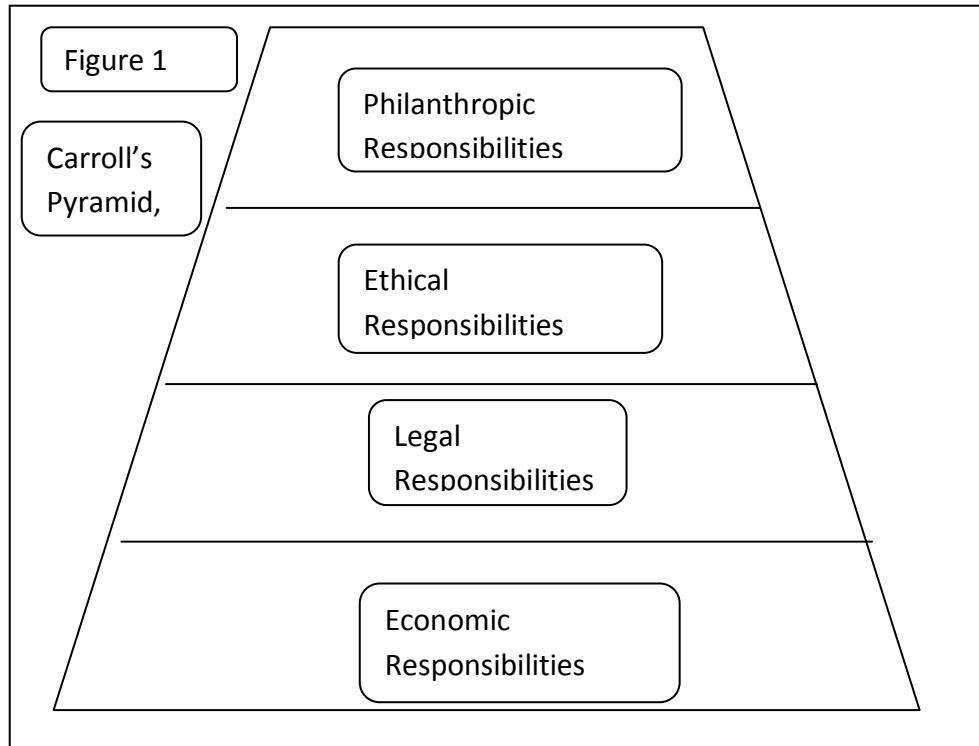 Figure 1
Carroll’s
Pyramid,
Philanthropic
Responsibilities
Ethical
Responsibilities
Legal
Responsibilities
Economic
Responsibilities